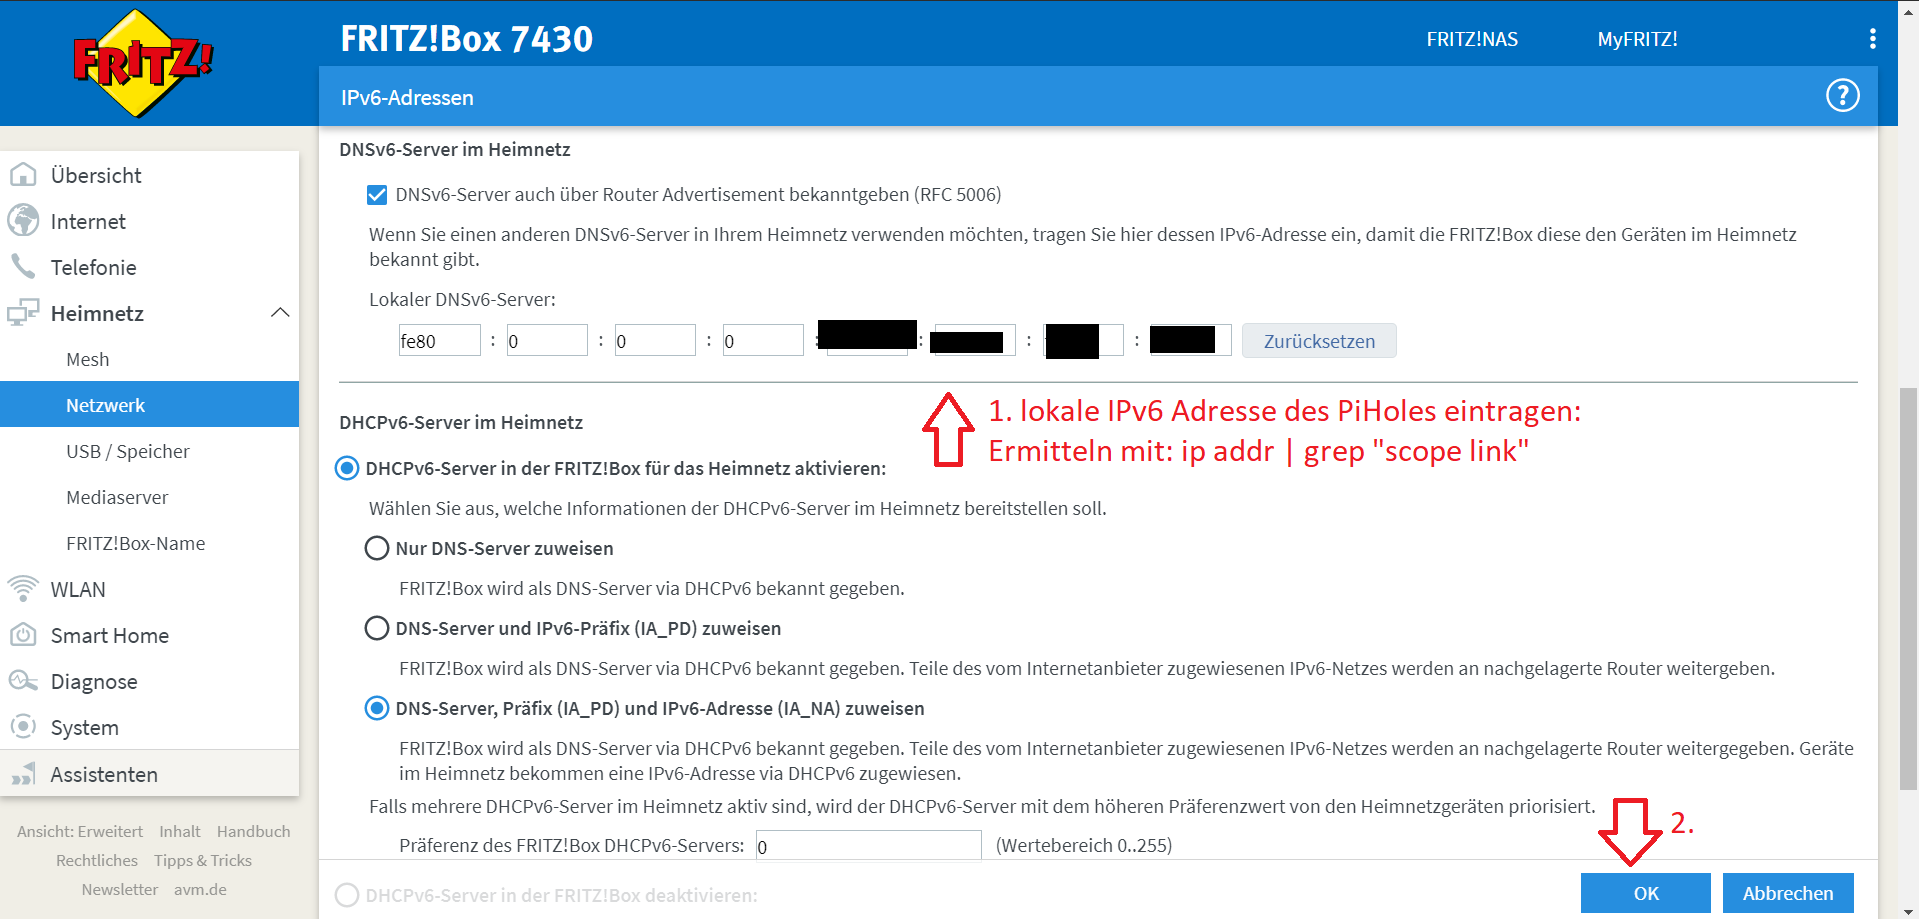 FRITZ!
FRITZ!Box 7430
FRITZ!NAS
MyFRITZ!
IPv6-Adressen
?
Übersicht
Internet
Telefonie
Heimnetz
Mesh
Netzwerk
USB / Speicher
Mediaserver
FRITZ!Box-Name
WLAN
Smart Home
Diagnose
System
Assistenten
Ansicht: Erweitert Inhalt Handbuch
Rechtliches Tipps & Tricks
Newsletter avm.de
DNSv6-Server im Heimnetz
DNSv6-Server auch über Router Advertisement bekanntgeben (RFC 5006)
Wenn Sie einen anderen DNSv6-Server in Ihrem Heimnetz verwenden möchten, tragen Sie hier dessen IPv6-Adresse ein, damit die FRITZ!Box diese den Geräten im Heimnetz
bekannt gibt.
Lokaler DNSv6-Server:
fe80 : 0 : 0 : 0 : : : : Zurücksetzen
1. lokale IPv6 Adresse des PiHoles eintragen:
Ermitteln mit: ip addr | grep "scope link"
DHCPv6-Server im Heimnetz
DHCPv6-Server in der FRITZ!Box für das Heimnetz aktivieren:
Wählen Sie aus, welche Informationen der DHCPv6-Server im Heimnetz bereitstellen soll.
Nur DNS-Server zuweisen
FRITZ!Box wird als DNS-Server via DHCPv6 bekannt gegeben.
DNS-Server und IPv6-Präfix (IA_PD) zuweisen
FRITZ!Box wird als DNS-Server via DHCPv6 bekannt gegeben. Teile des vom Internetanbieter zugewiesenen IPv6-Netzes werden an nachgelagerte Router weitergeben.
DNS-Server, Präfix (IA_PD) und IPv6-Adresse (IA_NA) zuweisen
FRITZ!Box wird als DNS-Server via DHCPv6 bekannt gegeben. Teile des vom Internetanbieter zugewiesenen IPv6-Netzes werden an nachgelagerte Router weitergegeben. Geräte
im Heimnetz bekommen eine IPv6-Adresse via DHCPv6 zugewiesen.
Falls mehrere DHCPv6-Server im Heimnetz aktiv sind, wird der DHCPv6-Server mit dem höheren Präferenzwert von den Heimnetzgeräten priorisiert.
2.
Präferenz des FRITZ!Box DHCPv6-Servers: 0 (Wertebereich 0..255)
DHCPv6-Server in der FRITZ!Box deaktivieren:
OK
Abbrechen